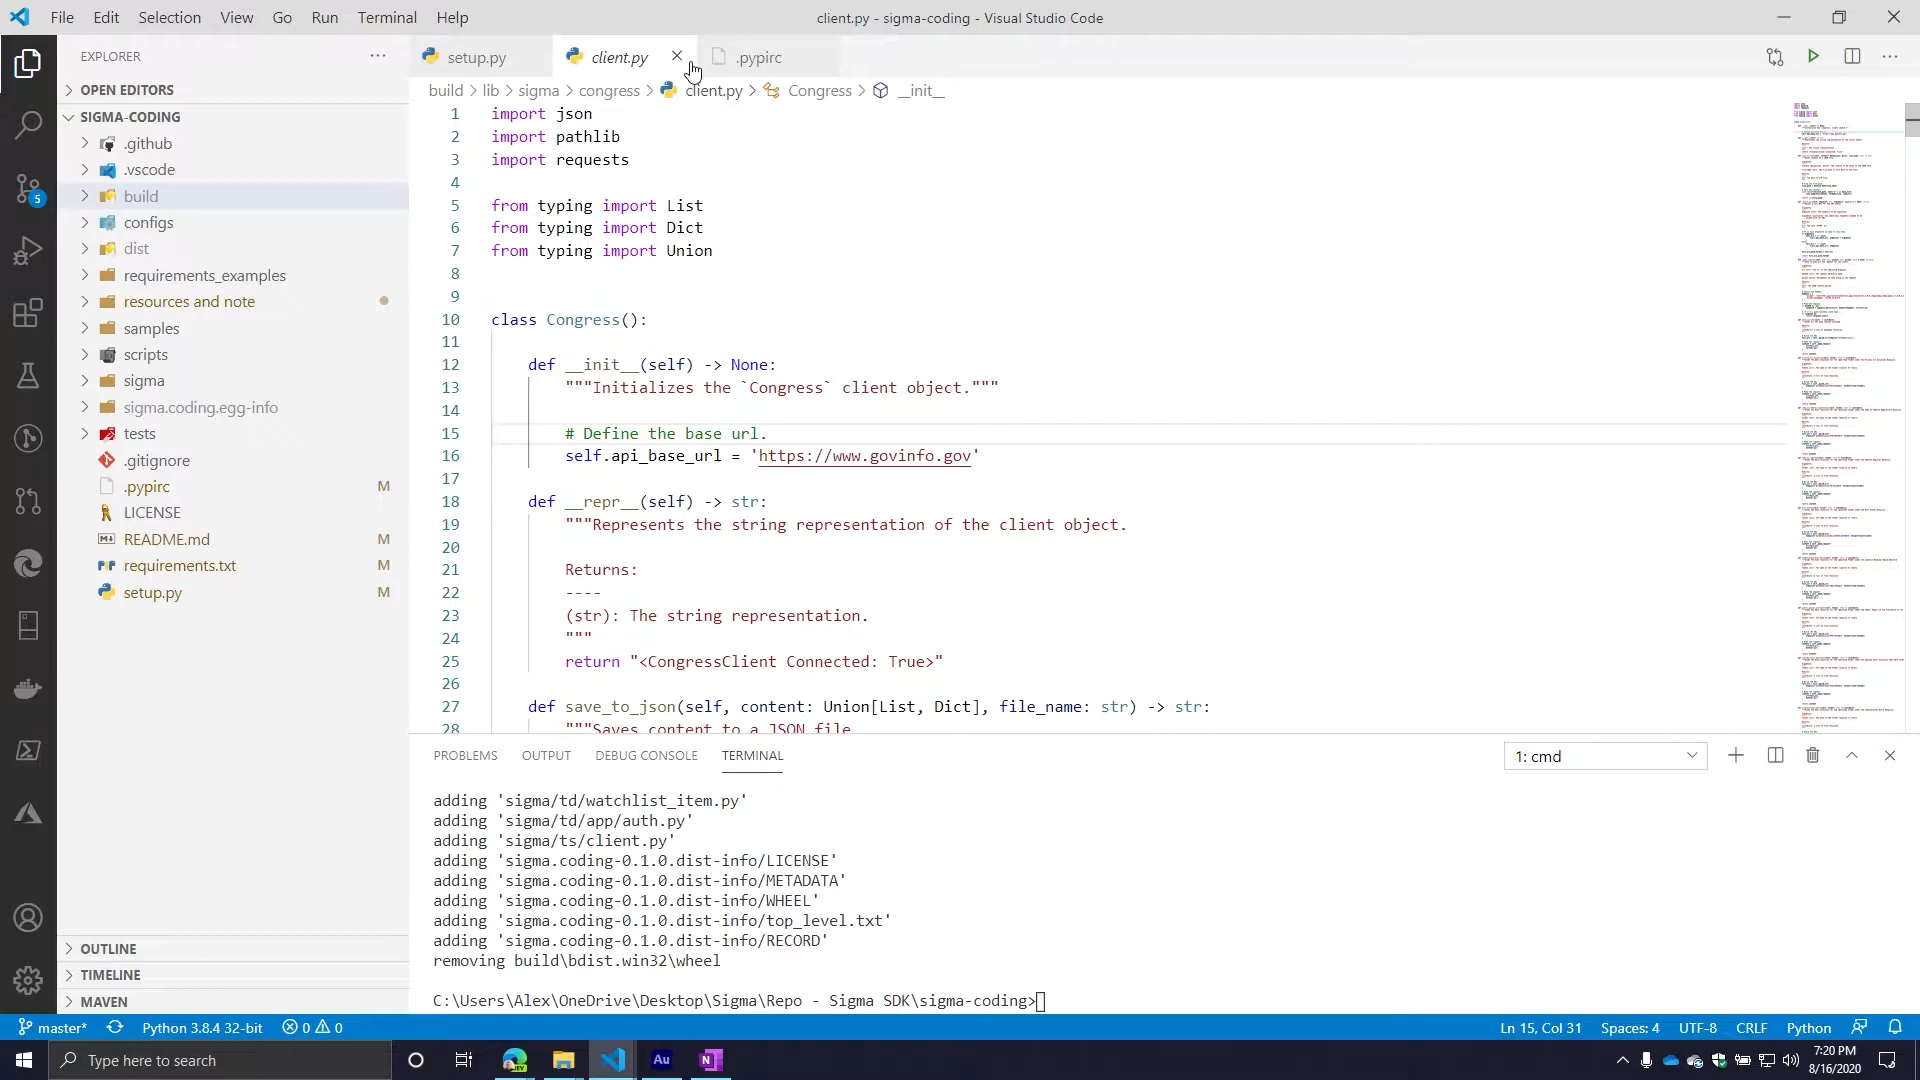 File Edit Selection View Go Run Terminal Help
client.py - sigma-coding - Visual Studio Code
EXPLORER
OPEN EDITORS
SIGMA-CODING
.github
.vscode
build
configs
dist
requirements_examples
resources and note
samples
scripts
sigma
sigma.coding.egg-info
tests
.gitignore
.pypirc M
LICENSE
README.md M
requirements.txt M
setup.py M
OUTLINE
TIMELINE
MAVEN
5
setup.py client.py .pypirc
build > lib > sigma > congress > client.py > Congress > __init__
1 import json
2 import pathlib
3 import requests
4
5 from typing import List
6 from typing import Dict
7 from typing import Union
8
9
10 class Congress():
11
12 def __init__(self) -> None:
13 """Initializes the `Congress` client object."""
14
15 # Define the base url.
16 self.api_base_url = 'https://www.govinfo.gov'
17
18 def __repr__(self) -> str:
19 """Represents the string representation of the client object.
20
21 Returns:
22 ----
23 (str): The string representation.
24 """
25 return "<CongressClient Connected: True>"
26
27 def save_to_json(self, content: Union[List, Dict], file_name: str) -> str:
28 """Saves content to a JSON file
PROBLEMS OUTPUT DEBUG CONSOLE TERMINAL
1: cmd
adding 'sigma/td/watchlist_item.py'
adding 'sigma/td/app/auth.py'
adding 'sigma/ts/client.py'
adding 'sigma.coding-0.1.0.dist-info/LICENSE'
adding 'sigma.coding-0.1.0.dist-info/METADATA'
adding 'sigma.coding-0.1.0.dist-info/WHEEL'
adding 'sigma.coding-0.1.0.dist-info/top_level.txt'
adding 'sigma.coding-0.1.0.dist-info/RECORD'
removing build\bdist.win32\wheel
C:\Users\Alex\OneDrive\Desktop\Sigma\Repo - Sigma SDK\sigma-coding>
master* Python 3.8.4 32-bit 0 0
Ln 15, Col 31 Spaces: 4 UTF-8 CRLF Python
Type here to search
Au
N
7:20 PM
8/16/2020